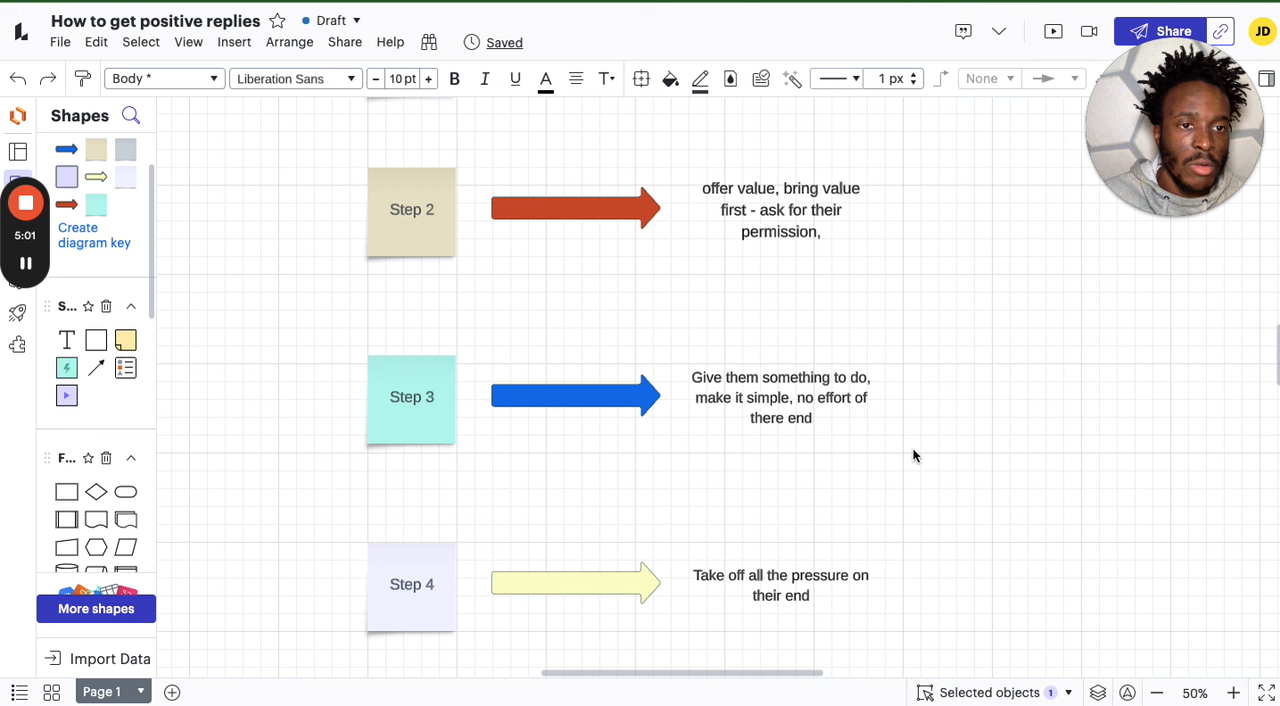 How to get positive replies
Draft
File Edit Select View Insert Arrange Share Help
Saved
Share
JD
Body *
Liberation Sans
- 10 pt +
B I U A T
1 px
None
Shapes
5:01
Create
diagram key
S...
T
F...
More shapes
Import Data
Step 2
offer value, bring value
first - ask for their
permission,
Step 3
Give them something to do,
make it simple, no effort of
there end
Step 4
Take off all the pressure on
their end
Page 1
Selected objects 1
50%